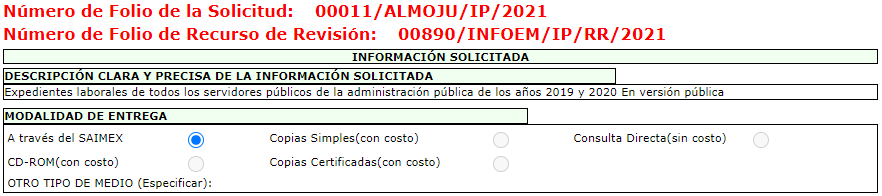 Número de Folio de la Solicitud: 00011/ALMOJU/IP/2021
Número de Folio de Recurso de Revisión: 00890/INFOEM/IP/RR/2021
INFORMACIÓN SOLICITADA
DESCRIPCIÓN CLARA Y PRECISA DE LA INFORMACIÓN SOLICITADA
Expedientes laborales de todos los servidores públicos de la administración pública de los años 2019 y 2020 En versión pública
MODALIDAD DE ENTREGA
A través del SAIMEX Copias Simples(con costo) Consulta Directa(sin costo)
CD-ROM(con costo) Copias Certificadas(con costo)
OTRO TIPO DE MEDIO (Especificar):